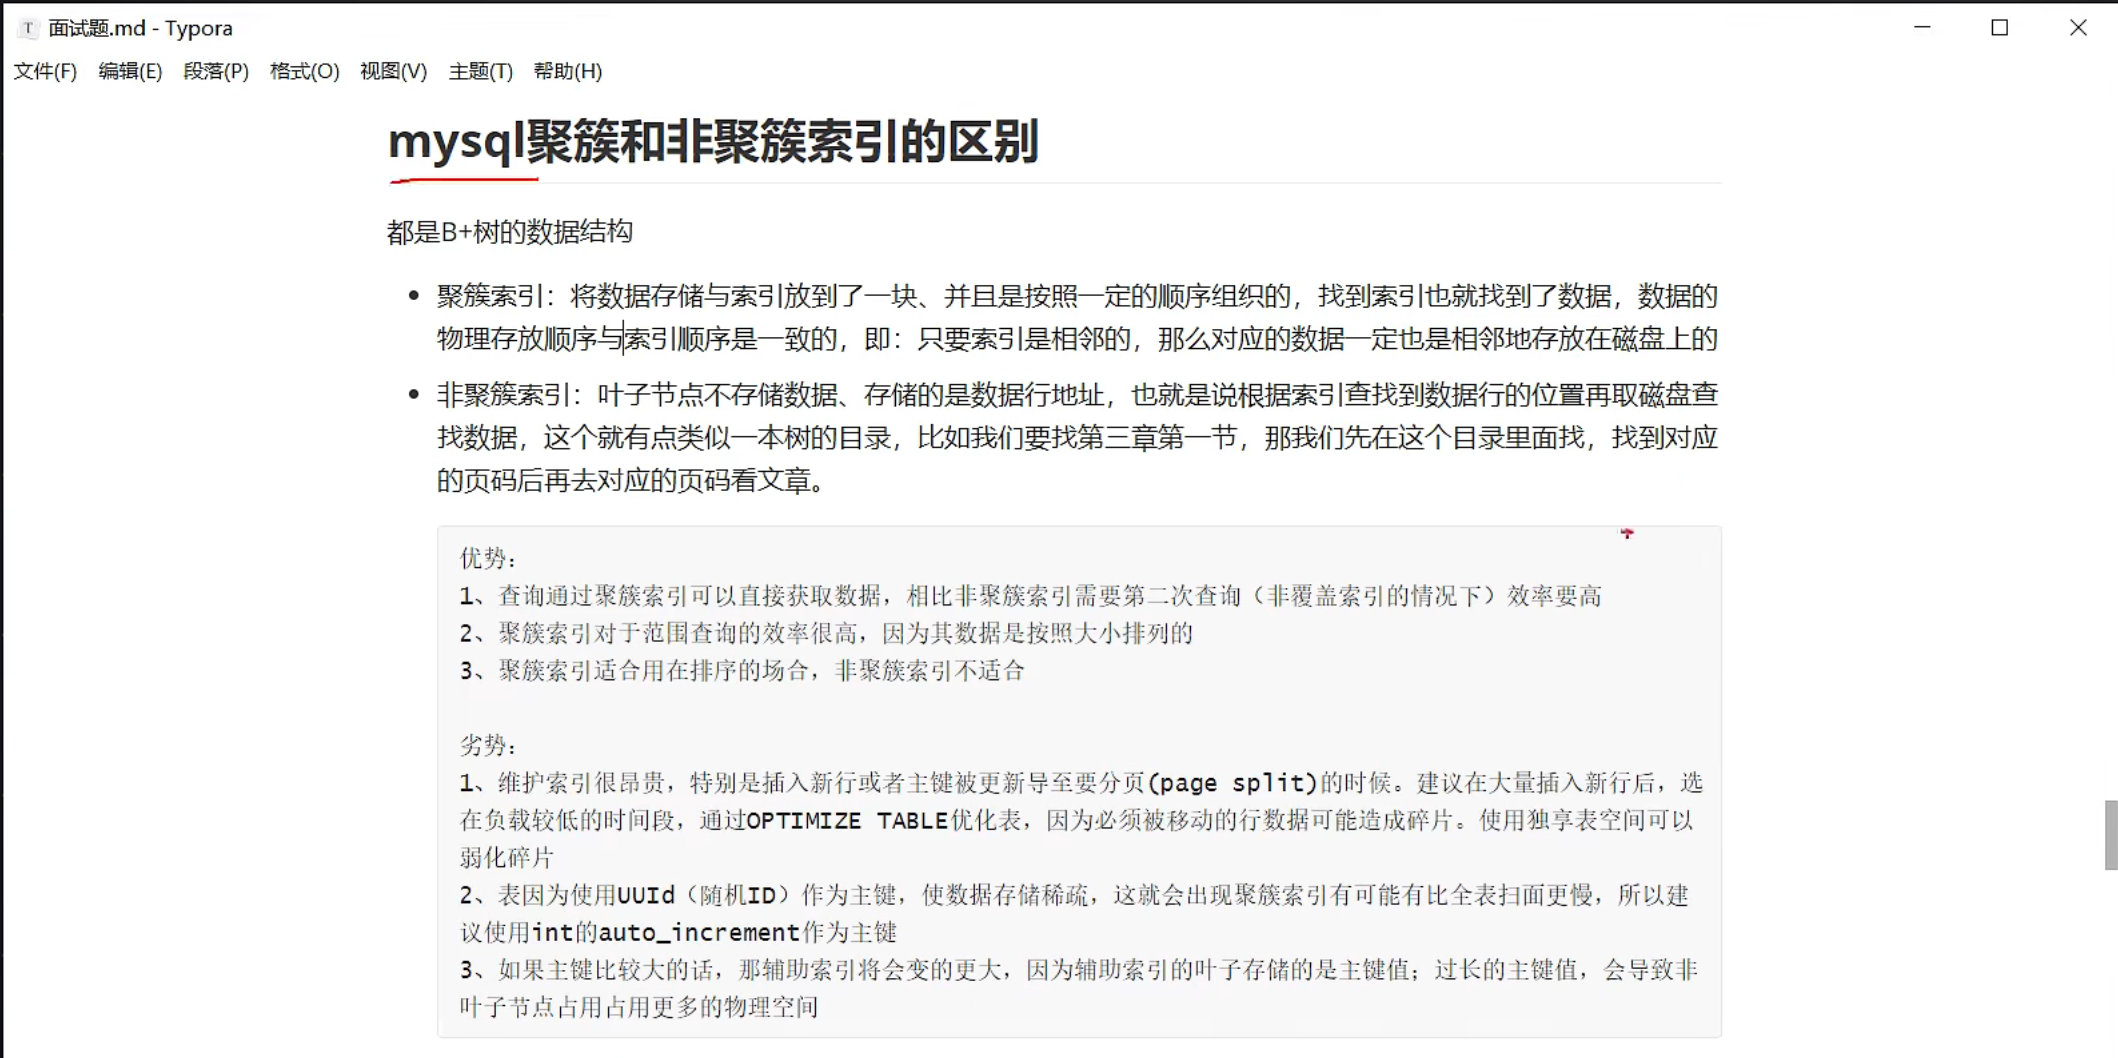 面试题.md - Typora
文件(F) 编辑(E) 段落(P) 格式(O) 视图(V) 主题(T) 帮助(H)
mysql聚簇和非聚簇索引的区别
都是B+树的数据结构
聚簇索引：将数据存储与索引放到了一块、并且是按照一定的顺序组织的，找到索引也就找到了数据，数据的
物理存放顺序与索引顺序是一致的，即：只要索引是相邻的，那么对应的数据一定也是相邻地存放在磁盘上的
非聚簇索引：叶子节点不存储数据、存储的是数据行地址，也就是说根据索引查找到数据行的位置再取磁盘查
找数据，这个就有点类似一本树的目录，比如我们要找第三章第一节，那我们先在这个目录里面找，找到对应
的页码后再去对应的页码看文章。
优势：
1、查询通过聚簇索引可以直接获取数据，相比非聚簇索引需要第二次查询（非覆盖索引的情况下）效率要高
2、聚簇索引对于范围查询的效率很高，因为其数据是按照大小排列的
3、聚簇索引适合用在排序的场合，非聚簇索引不适合
劣势：
1、维护索引很昂贵，特别是插入新行或者主键被更新导至要分页(page split)的时候。建议在大量插入新行后，选
在负载较低的时间段，通过OPTIMIZE TABLE优化表，因为必须被移动的行数据可能造成碎片。使用独享表空间可以
弱化碎片
2、表因为使用UUId（随机ID）作为主键，使数据存储稀疏，这就会出现聚簇索引有可能有比全表扫面更慢，所以建
议使用int的auto_increment作为主键
3、如果主键比较大的话，那辅助索引将会变的更大，因为辅助索引的叶子存储的是主键值；过长的主键值，会导致非
叶子节点占用占用更多的物理空间